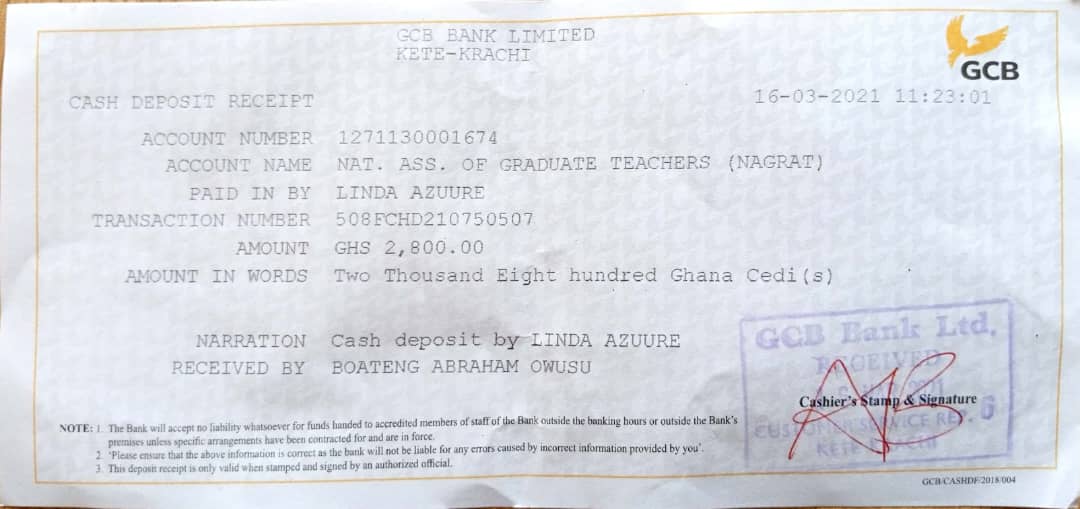 GCB BANK LIMITED
KETE-KRACHI
GCB
CASH DEPOSIT RECEIPT 16-03-2021 11:23:01
ACCOUNT NUMBER 1271130001674
ACCOUNT NAME NAT. ASS. OF GRADUATE TEACHERS (NAGRAT)
PAID IN BY LINDA AZUURE
TRANSACTION NUMBER 508FCHD210750507
AMOUNT GHS 2,800.00
AMOUNT IN WORDS Two Thousand Eight hundred Ghana Cedi(s)
NARRATION Cash deposit by LINDA AZUURE
RECEIVED BY BOATENG ABRAHAM OWUSU
GCB Bank Ltd.
RECEIVED
Cashier's Stamp & Signature
CUSTOMER SERVICE REP. 6
KETE KRACHI
NOTE: 1. The Bank will accept no liability whatsoever for funds handed to accredited members of staff of the Bank outside the banking hours or outside the Bank's
premises unless specific arrangements have been contracted for and are in force.
2. 'Please ensure that the above information is correct as the bank will not be liable for any errors caused by incorrect information provided by you'.
3. This deposit receipt is only valid when stamped and signed by an authorized official.
GCB/CASHDF/2018/004